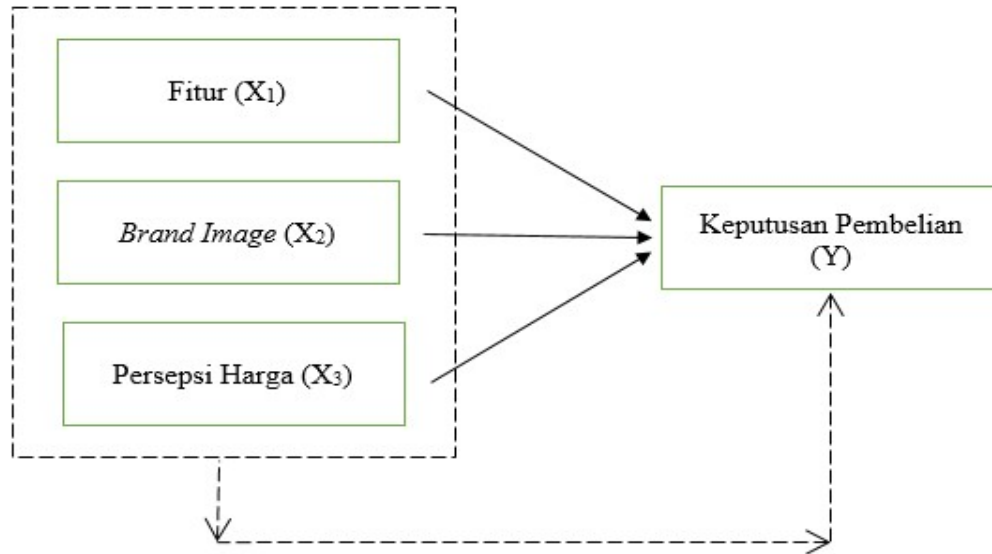 Fitur (X₁)
Brand Image (X₂)
Keputusan Pembelian
(Y)
Persepsi Harga (X₃)